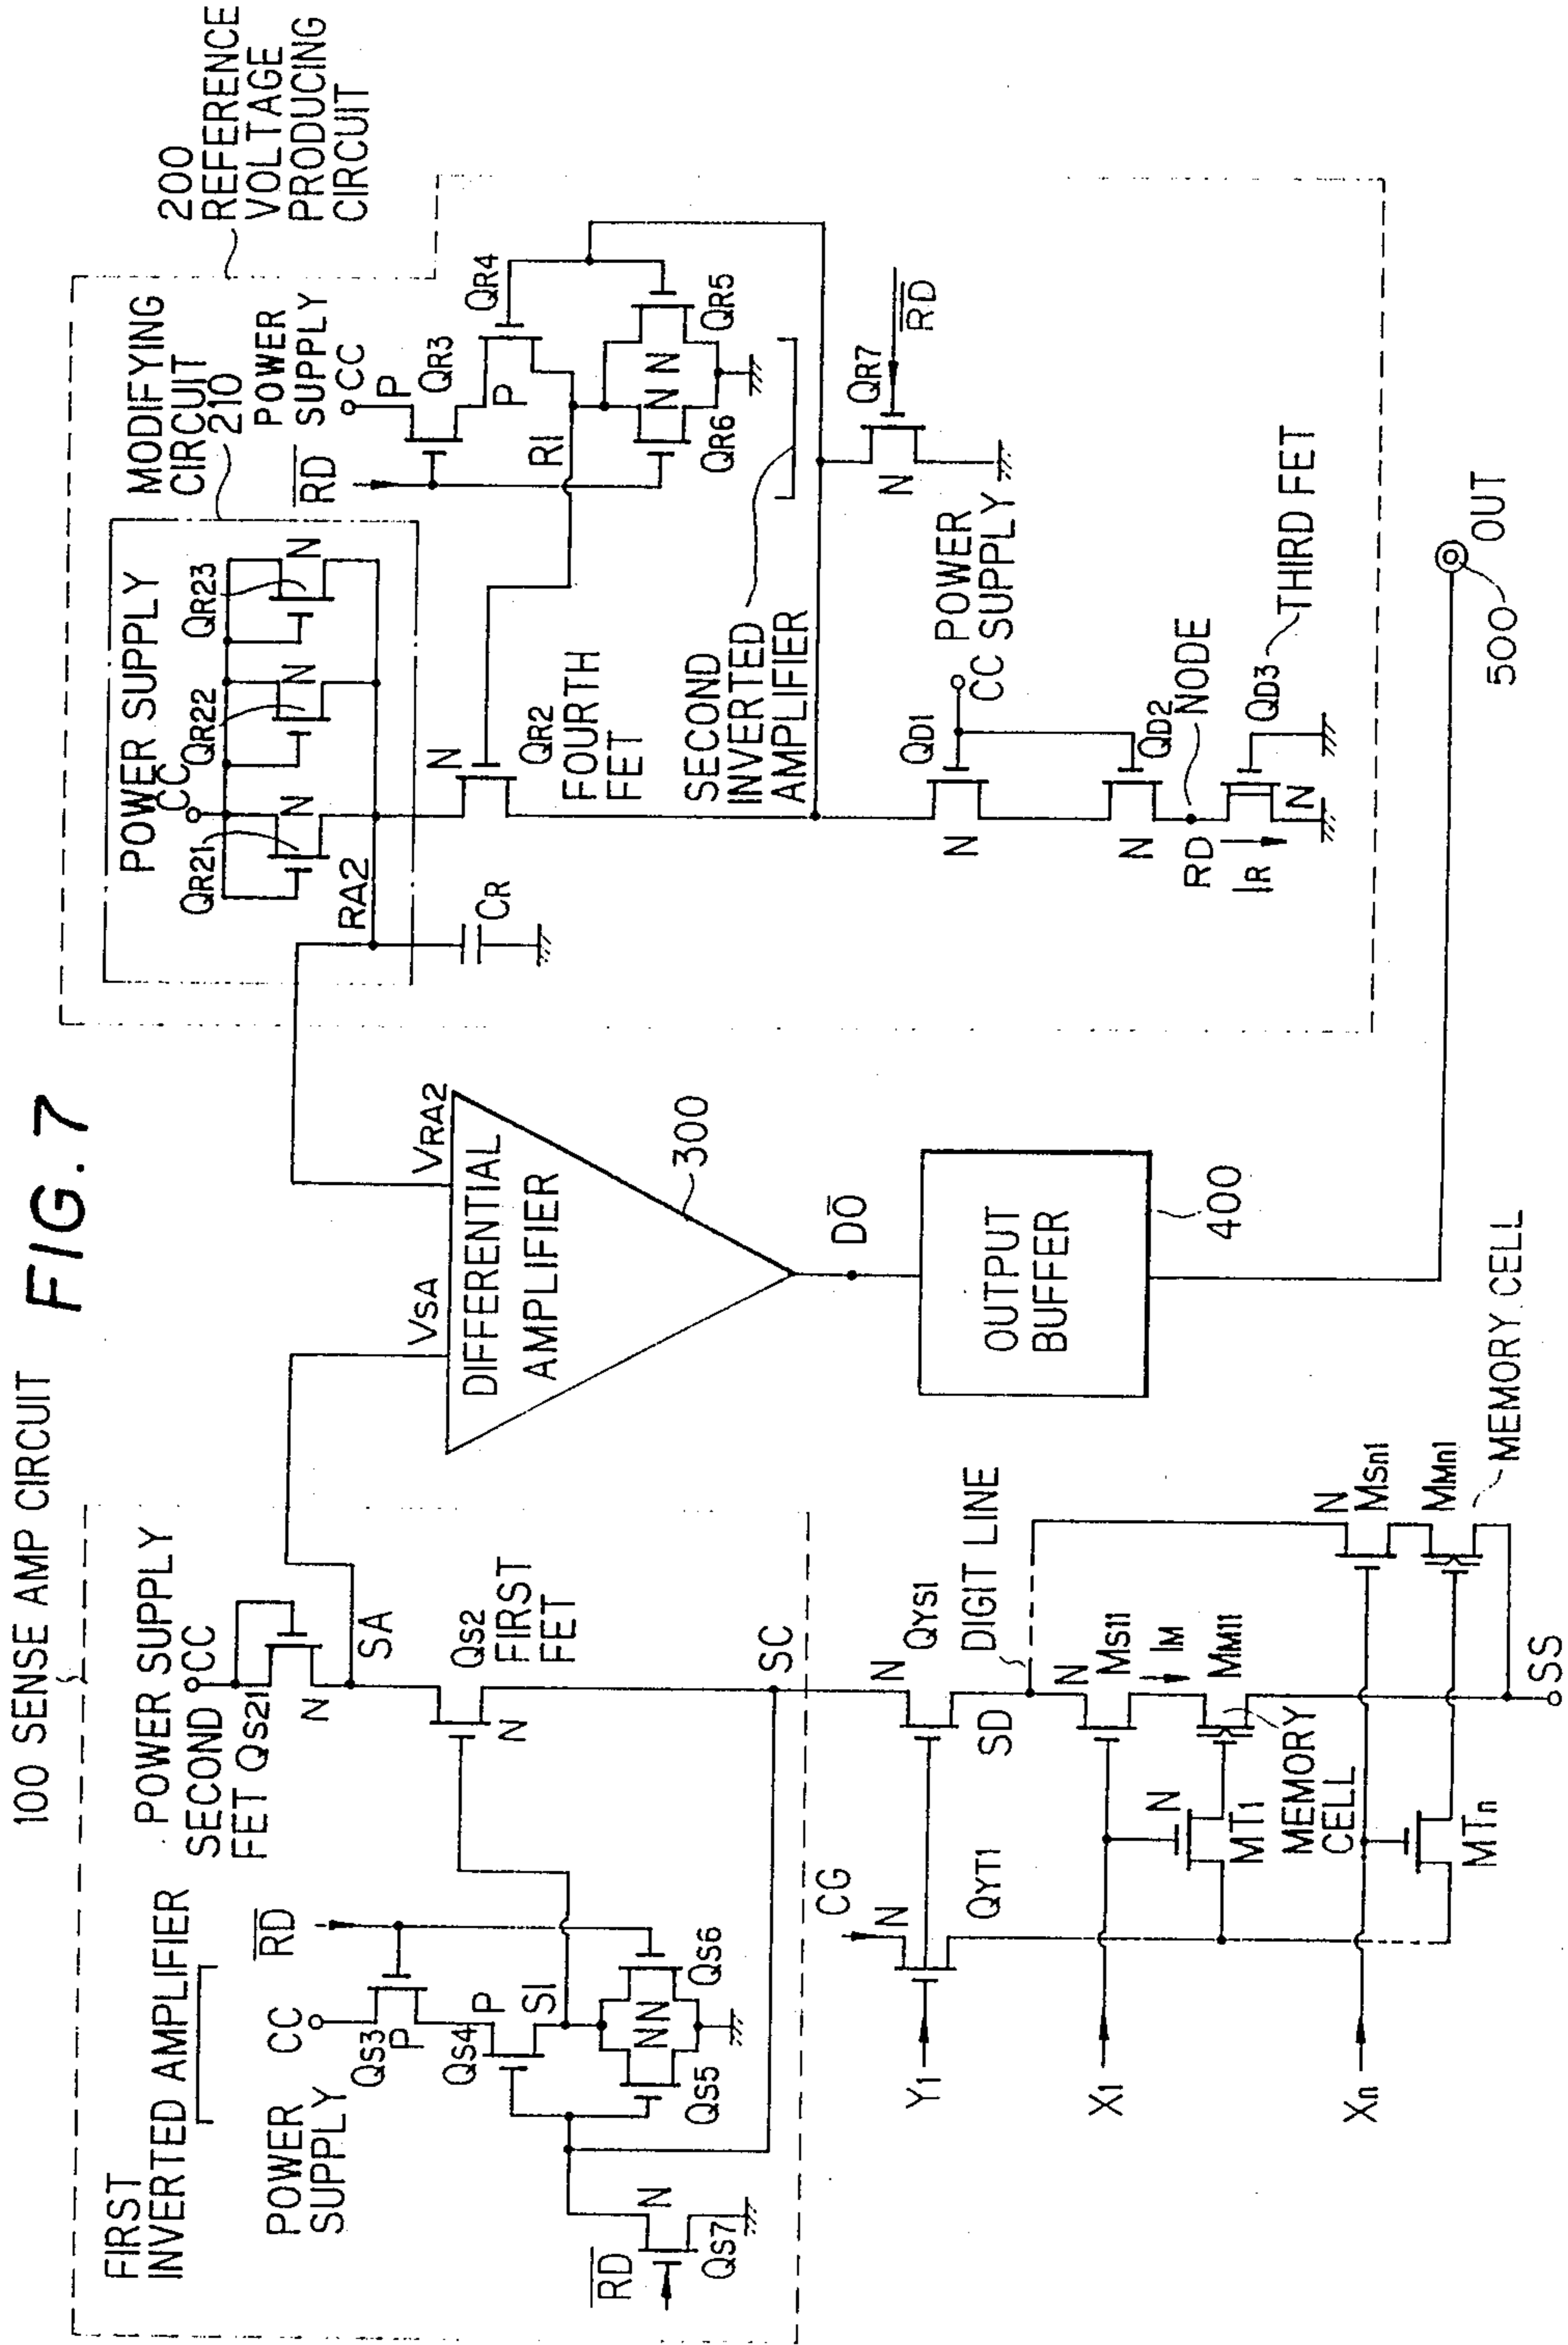 FIG. 7
100 SENSE AMP CIRCUIT
FIRST
INVERTED AMPLIFIER
POWER SUPPLY
CC
SECOND
FET QS21
N
SA
RD
CC
POWER
SUPPLY
QS3
P
QS4
P
SI
QS2
FIRST
FET
N
NN
QS5
QS6
RD
N
QS7
SC
VSA
VRA2
DIFFERENTIAL
AMPLIFIER
300
DO
OUTPUT
BUFFER
400
200
REFERENCE
VOLTAGE
PRODUCING
CIRCUIT
MODIFYING
CIRCUIT
210
POWER SUPPLY
CC
QR21
N
QR22
N
QR23
N
RA2
CR
POWER
SUPPLY
CC
RD
P
QR3
P
QR4
RI
N
N
QR6
QR5
N
QR2
FOURTH
FET
SECOND
INVERTED
AMPLIFIER
QR7
RD
N
QD1
CC
POWER
SUPPLY
N
QD2
N
NODE
RD
IR
QD3
THIRD FET
N
OUT
500
CG
N
QYT1
Y1
QYS1
N
DIGIT LINE
SD
N
MS11
IM
MM11
X1
N
MT1
MEMORY
CELL
N
MSn1
MMn1
MEMORY CELL
Xn
MTn
SS